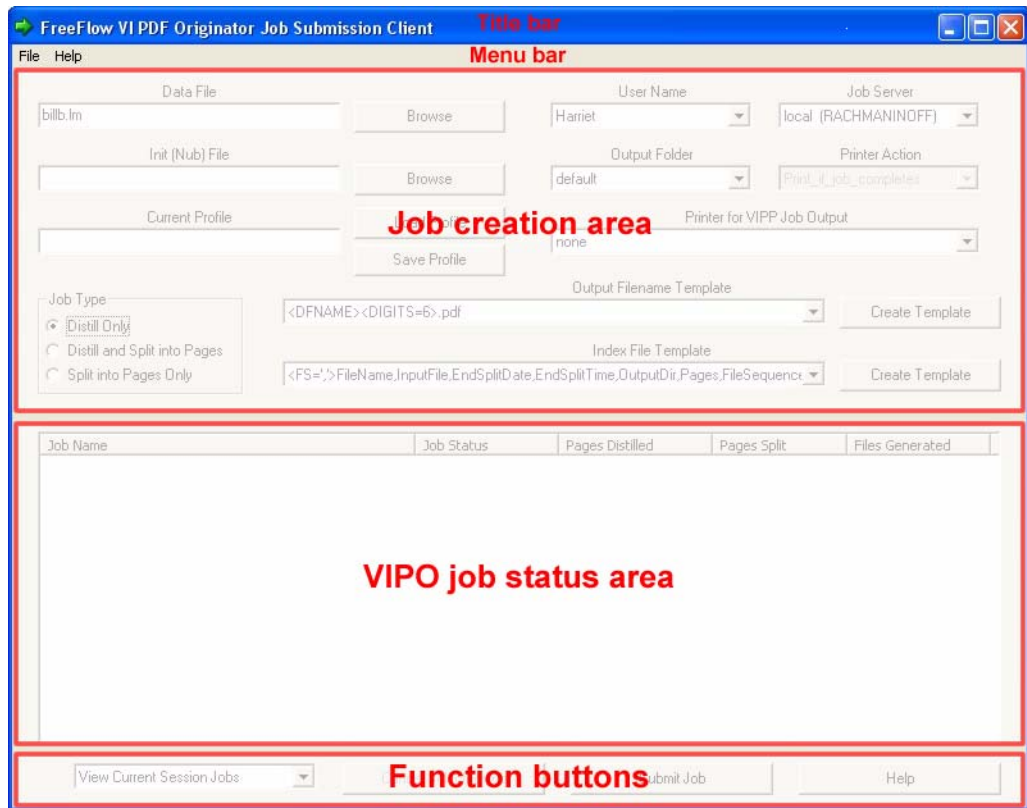 FreeFlow VI PDF Originator Job Submission Client Title bar
File Help Menu bar
Data File User Name Job Server
billb.lm Browse Harriet local (RACHMANINOFF)
Init (Nub) File Output Folder Printer Action
Browse default Print_if_job_completes
Current Profile Printer for VIPP Job Output
Job creation area
none
Save Profile
Output Filename Template
Job Type
<DFNAME><DIGITS=6>.pdf Create Template
Distill Only
Distill and Split into Pages Index File Template
Split into Pages Only <FS=','>FileName,InputFile,EndSplitDate,EndSplitTime,OutputDir,Pages,FileSequence Create Template
Job Name Job Status Pages Distilled Pages Split Files Generated
VIPO job status area
View Current Session Jobs Function buttons Submit Job Help